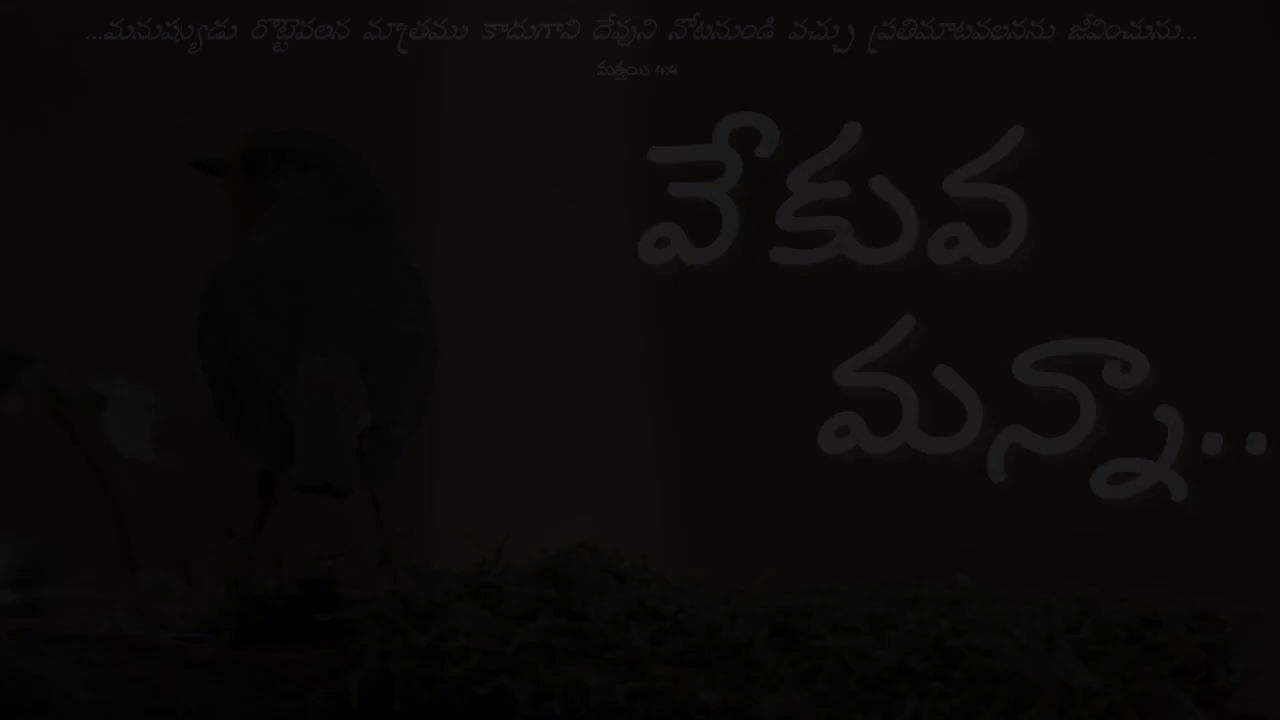 ...మనుష్యుడు రొట్టెవలన మాత్రము కాదుగాని దేవుని నోటనుండి వచ్చు ప్రతిమాటవలనను జీవించును...
మత్తయి 4:4
వేకువ
మన్నా..